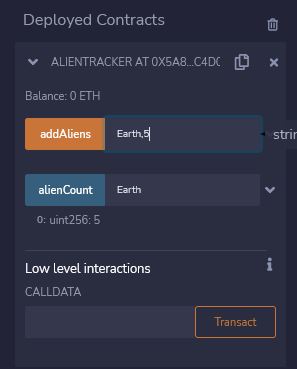 Deployed Contracts
ALIENTRACKER AT 0X5A8...C4D0
Balance: 0 ETH
addAliens Earth,5 strin
alienCount Earth
0: uint256: 5
Low level interactions
i
CALLDATA
Transact